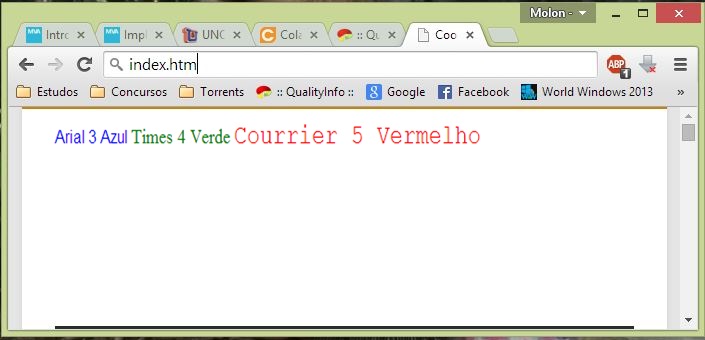 Molon -
Intro Impl UNO Cola :: Qu Coo
index.htm
ABP 1
Estudos Concursos Torrents :: QualityInfo :: Google Facebook World Windows 2013 »
Arial 3 Azul Times 4 Verde Courrier 5 Vermelho